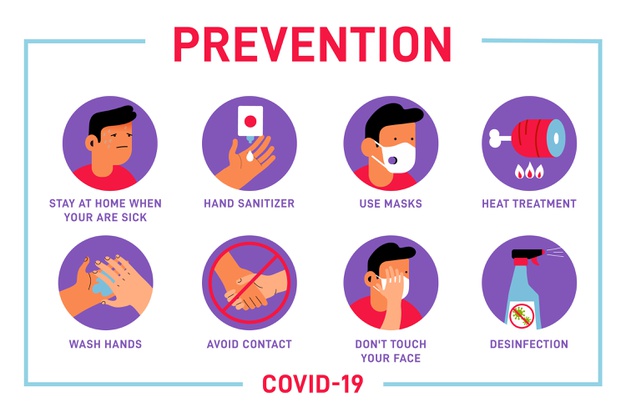 PREVENTION
STAY AT HOME WHEN
YOUR ARE SICK
HAND SANITIZER
USE MASKS
HEAT TREATMENT
WASH HANDS
AVOID CONTACT
DON'T TOUCH
YOUR FACE
DESINFECTION
COVID-19